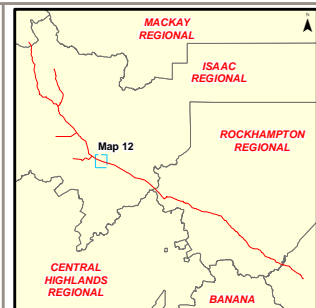 N
MACKAY
REGIONAL
ISAAC
REGIONAL
ROCKHAMPTON
REGIONAL
Map 12
CENTRAL
HIGHLANDS
REGIONAL
BANANA